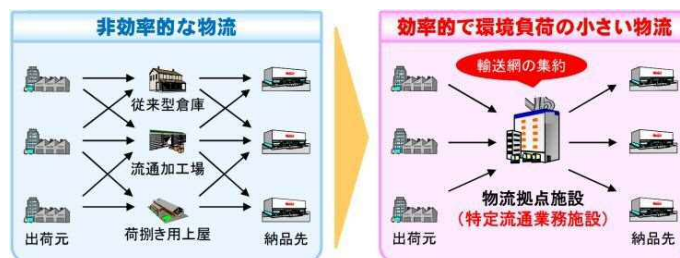 非効率的な物流
従来型倉庫
流通加工場
荷捌き用上屋
出荷元
納品先
効率的で環境負荷の小さい物流
輸送網の集約
物流拠点施設
(特定流通業務施設)
出荷元
納品先